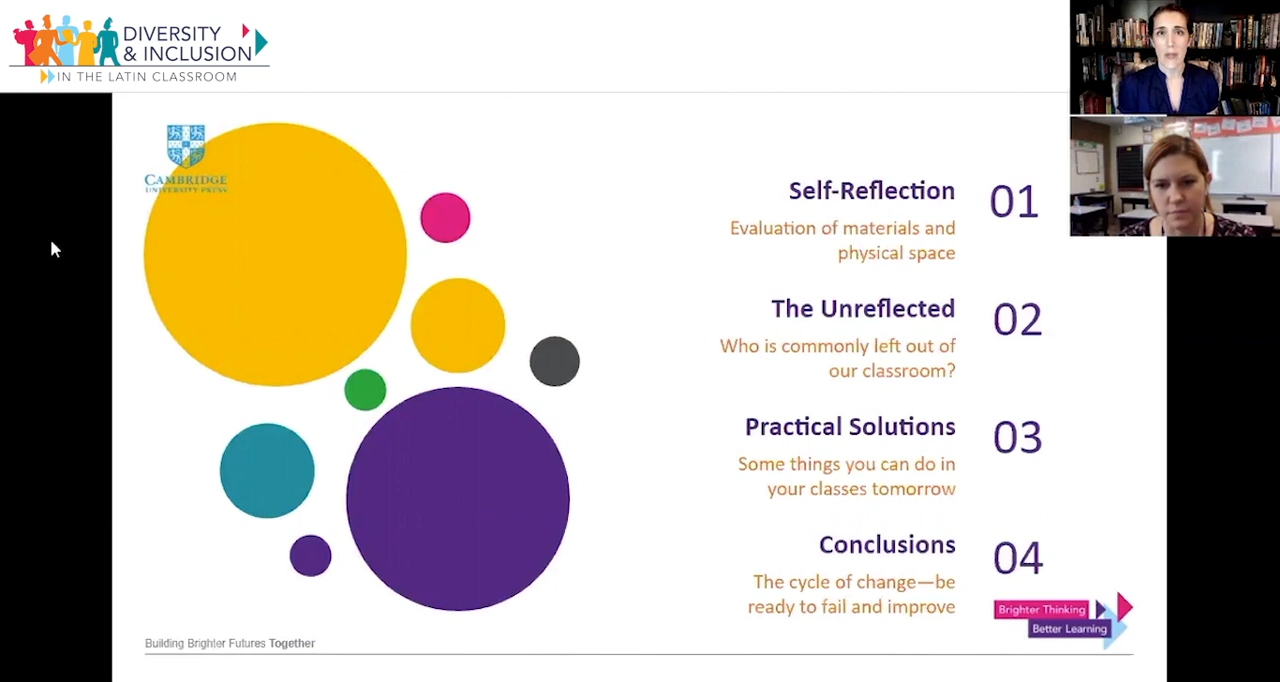 DIVERSITY
& INCLUSION
IN THE LATIN CLASSROOM
CAMBRIDGE
UNIVERSITY PRESS
Self-Reflection
01
Evaluation of materials and
physical space
The Unreflected
02
Who is commonly left out of
our classroom?
Practical Solutions
03
Some things you can do in
your classes tomorrow
Conclusions
04
The cycle of change—be
ready to fail and improve
Brighter Thinking
Better Learning
Building Brighter Futures Together